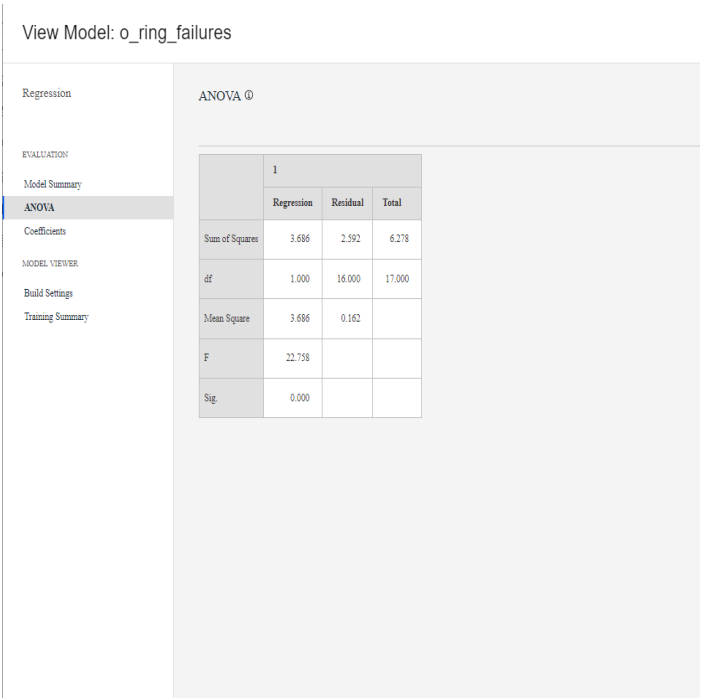 View Model: o_ring_failures
Regression
EVALUATION
Model Summary
ANOVA
Coefficients
MODEL VIEWER
Build Settings
Training Summary
ANOVA ⓘ
1
Regression Residual Total
Sum of Squares 3.686 2.592 6.278
df 1.000 16.000 17.000
Mean Square 3.686 0.162
F 22.758
Sig. 0.000